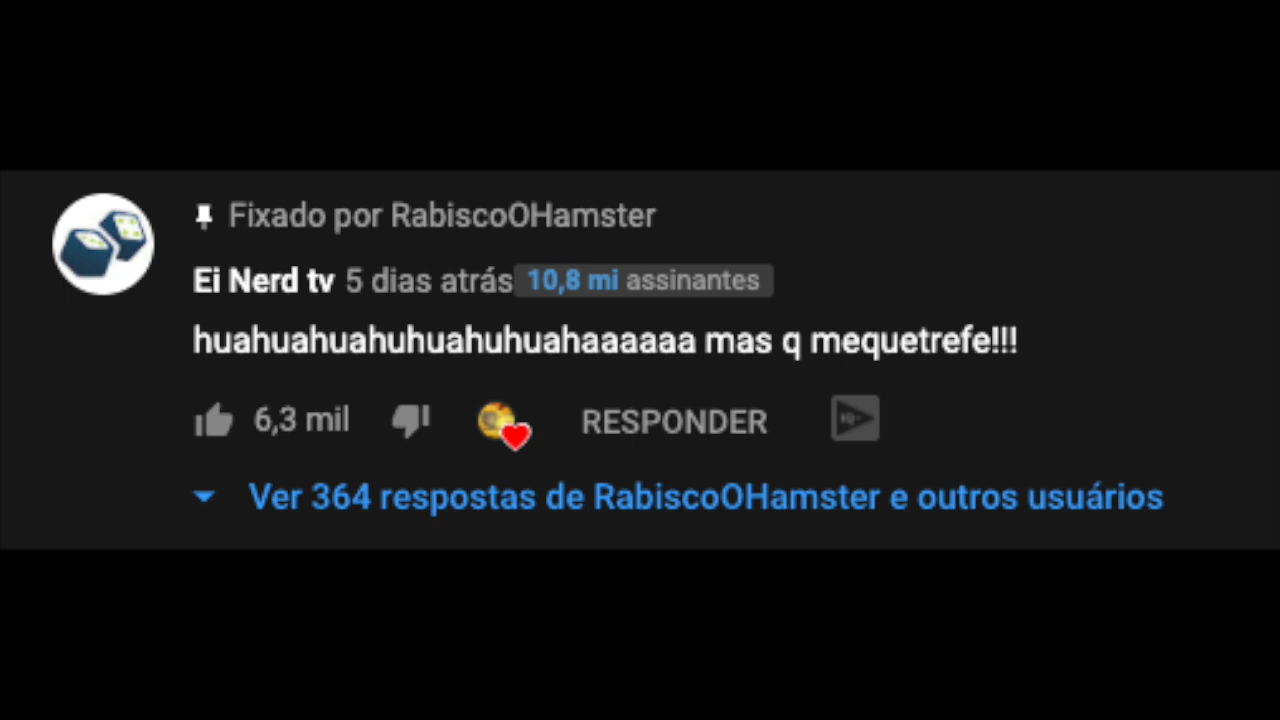 Fixado por RabiscoOHamster
Ei Nerd tv 5 dias atrás 10,8 mi assinantes
huahuahuahuhuahuhuahaaaaaa mas q mequetrefe!!!
6,3 mil RESPONDER
Ver 364 respostas de RabiscoOHamster e outros usuários